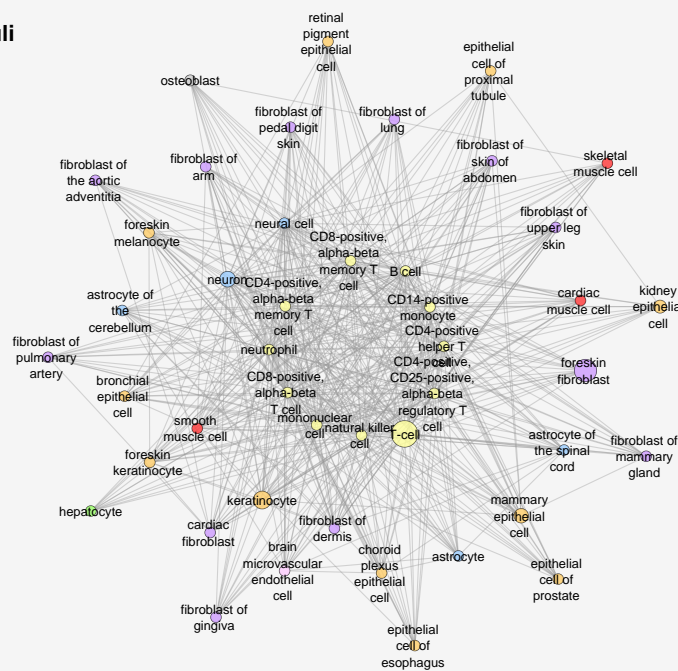 li
retinal
pigment
epithelial
cell
epithelial
cell of
proximal
tubule
osteoblast
fibroblast of
pedal digit
skin
fibroblast of
lung
fibroblast of
skin of
abdomen
skeletal
muscle cell
fibroblast of
arm
fibroblast of
the aortic
adventitia
foreskin
melanocyte
neural cell
CD8-positive,
alpha-beta
memory T
cell
B cell
fibroblast of
upper leg
skin
neuron
CD4-positive,
alpha-beta
memory T
cell
CD14-positive
monocyte
cardiac
muscle cell
kidney
epithelia
cell
astrocyte of
the
cerebellum
CD4-positive
helper T
cell
neutrophil
fibroblast of
pulmonary
artery
CD4-positive,
CD25-positive,
alpha-beta
regulatory T
cell
foreskin
fibroblast
bronchial
epithelial
cell
CD8-positive,
alpha-beta
T cell
mononuclear
cell
natural killer
cell
T-cell
smooth
muscle cell
astrocyte of
the spinal
cord
fibroblast of
mammary
gland
foreskin
keratinocyte
hepatocyte
keratinocyte
mammary
epithelial
cell
cardiac
fibroblast
fibroblast of
dermis
brain
microvascular
endothelial
cell
choroid
plexus
epithelial
cell
astrocyte
epithelial
cell of
prostate
fibroblast of
gingiva
epithelial
cell of
esophagus